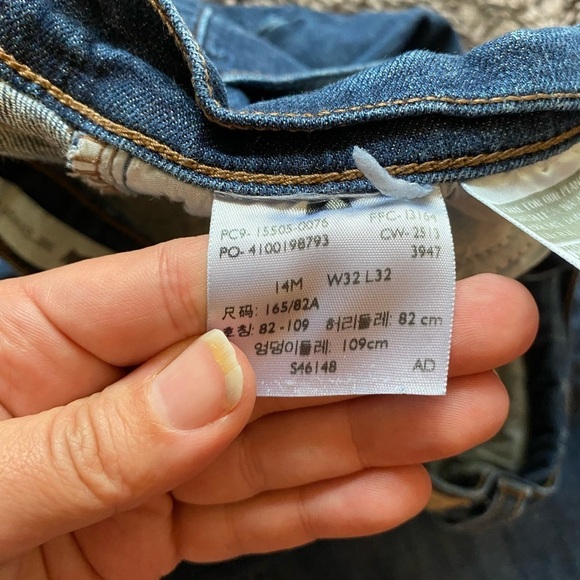 PC9- 15505-0076 FFC- 13164
PO- 4100198793 CW- 2513
3947
14M W32 L32
尺码: 165/82A
호칭: 82 -109 허리둘레: 82 cm
엉덩이둘레: 109cm
S46148 AD